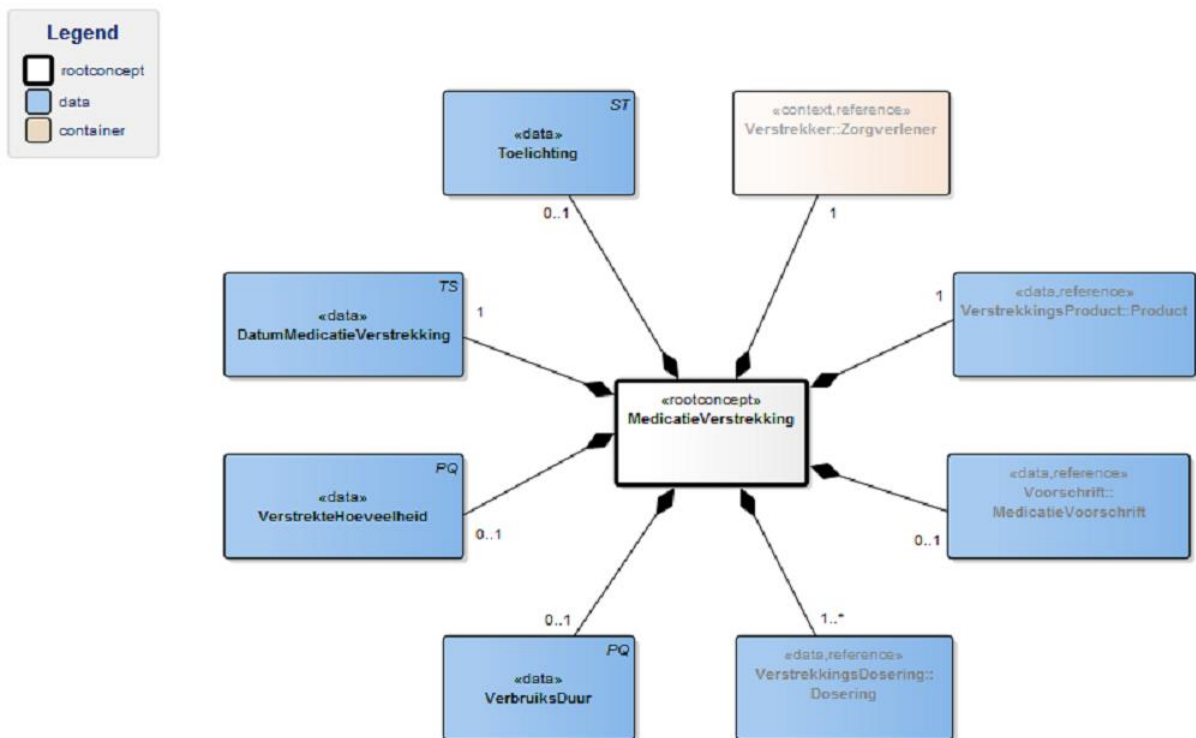 Legend
rootconcept
data
container
ST
«data»
Toelichting
0..1
«context,reference»
Verstrekker::Zorgverlener
1
TS
«data»
DatumMedicatieVerstrekking
1
«data,reference»
VerstrekkingsProduct::Product
1
«rootconcept»
MedicatieVerstrekking
PQ
«data»
VerstrekteHoeveelheid
0..1
«data,reference»
Voorschrift::
MedicatieVoorschrift
0..1
0..1
PQ
«data»
VerbruiksDuur
1..*
«data,reference»
VerstrekkingsDosering::
Dosering